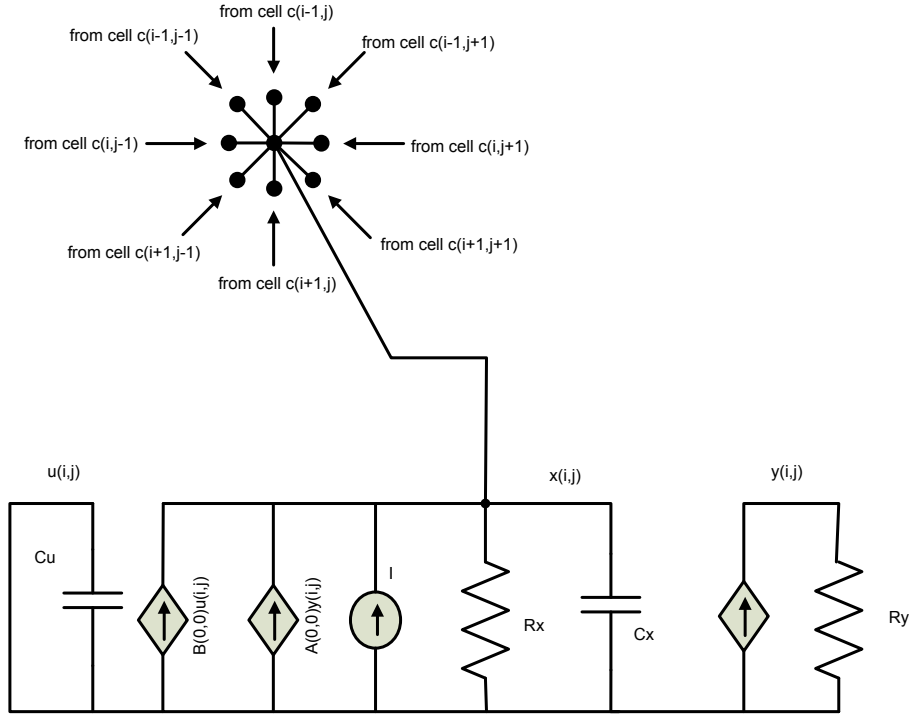 from cell c(i-1,j)
from cell c(i-1,j-1)
from cell c(i-1,j+1)
from cell c(i,j-1)
from cell c(i,j+1)
from cell c(i+1,j-1)
from cell c(i+1,j+1)
from cell c(i+1,j)
u(i,j)
x(i,j)
y(i,j)
Cu
B(0,0)u(i,j)
A(0,0)y(i,j)
I
Rx
Cx
Ry